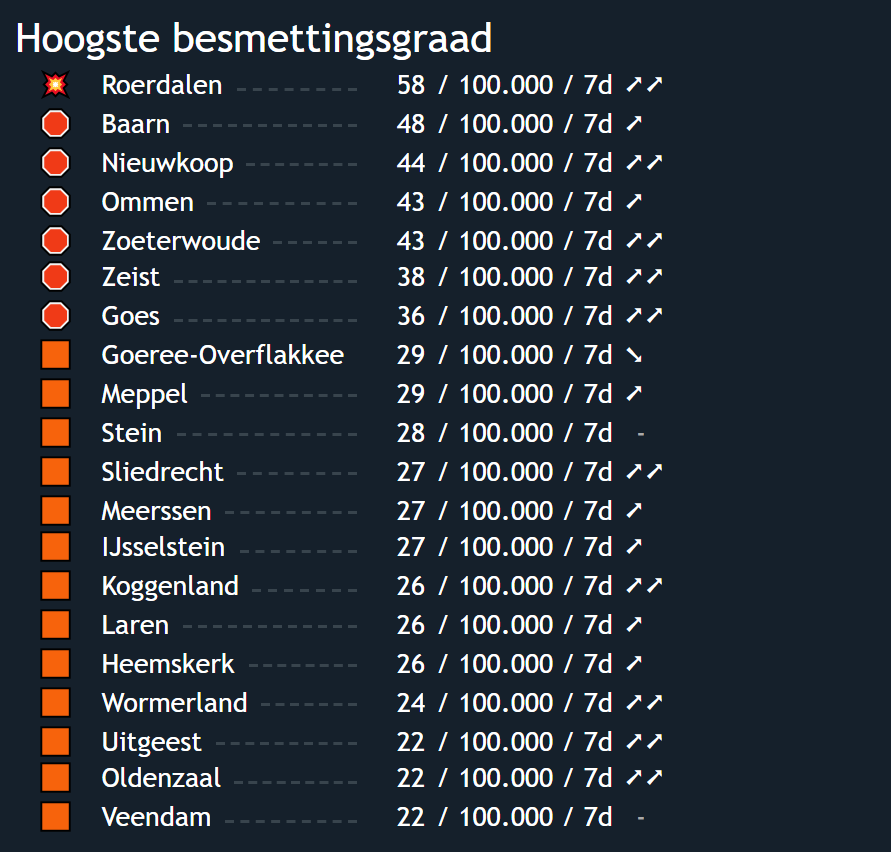 Hoogste besmettingsgraad
Roerdalen 58 / 100.000 / 7d ➚➚
Baarn 48 / 100.000 / 7d ➚
Nieuwkoop 44 / 100.000 / 7d ➚➚
Ommen 43 / 100.000 / 7d ➚
Zoeterwoude 43 / 100.000 / 7d ➚➚
Zeist 38 / 100.000 / 7d ➚➚
Goes 36 / 100.000 / 7d ➚➚
Goeree-Overflakkee 29 / 100.000 / 7d ➘
Meppel 29 / 100.000 / 7d ➚
Stein 28 / 100.000 / 7d -
Sliedrecht 27 / 100.000 / 7d ➚➚
Meerssen 27 / 100.000 / 7d ➚
IJsselstein 27 / 100.000 / 7d ➚
Koggenland 26 / 100.000 / 7d ➚➚
Laren 26 / 100.000 / 7d ➚
Heemskerk 26 / 100.000 / 7d ➚
Wormerland 24 / 100.000 / 7d ➚➚
Uitgeest 22 / 100.000 / 7d ➚➚
Oldenzaal 22 / 100.000 / 7d ➚➚
Veendam 22 / 100.000 / 7d -